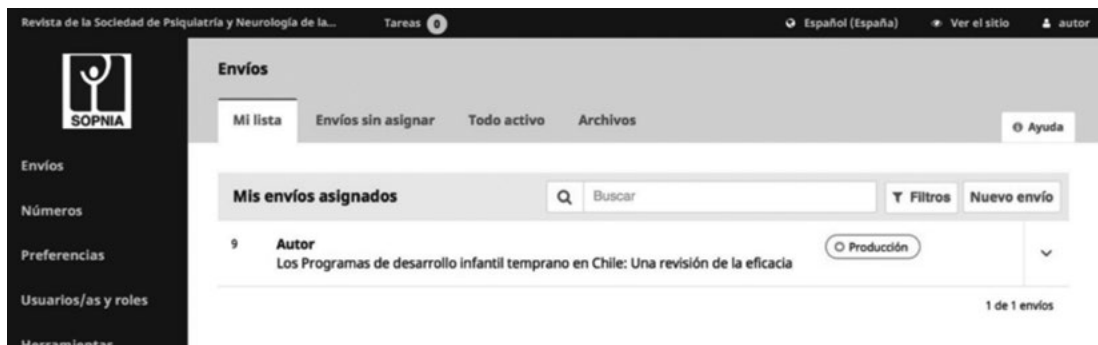 Revista de la Sociedad de Psiquiatría y Neurología de la... Tareas 0 Español (España) Ver el sitio autor
SOPNIA
Envíos
Números
Preferencias
Usuarios/as y roles
Herramientas
Envíos
Mi lista Envíos sin asignar Todo activo Archivos
Ayuda
Mis envíos asignados Buscar Filtros Nuevo envío
9 Autor Producción
Los Programas de desarrollo infantil temprano en Chile: Una revisión de la eficacia
1 de 1 envíos